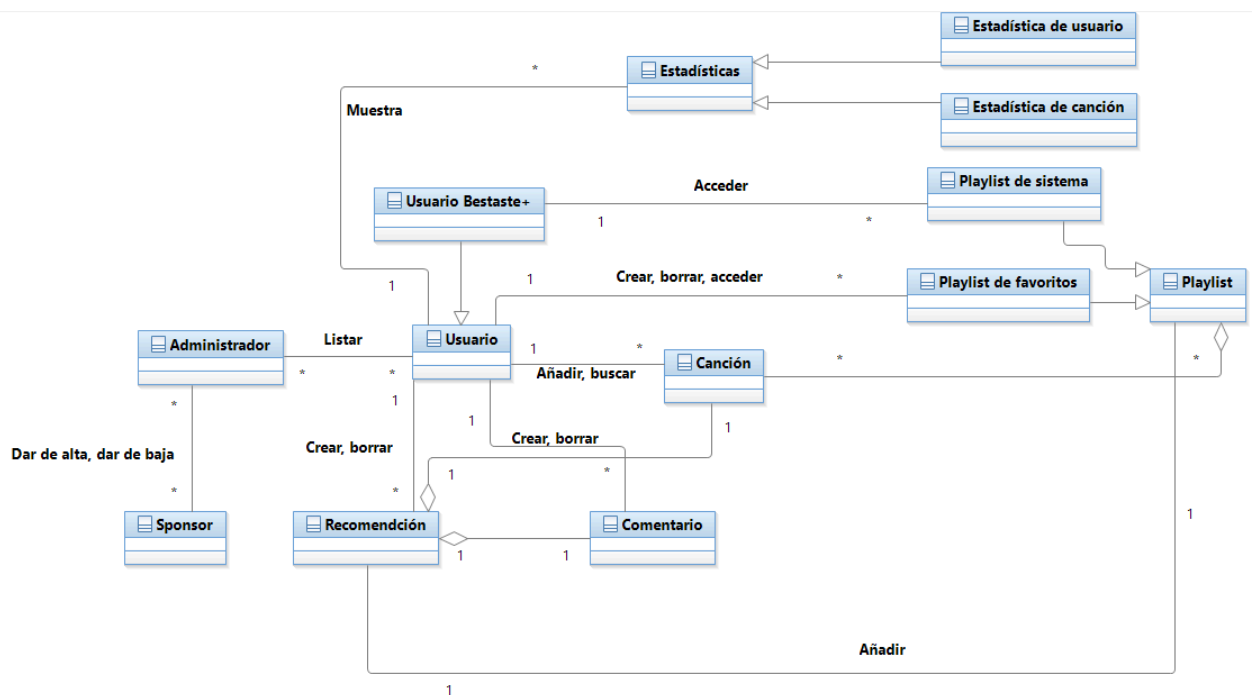 Estadística de usuario
*
Estadísticas
Muestra
Estadística de canción
Acceder
Playlist de sistema
Usuario Bestaste+
1
*
1
1
Crear, borrar, acceder
*
Playlist de favoritos
Playlist
Administrador
Listar
Usuario
1
*
Canción
*
*
*
*
Añadir, buscar
*
1
1
1
Crear, borrar
Crear, borrar
Dar de alta, dar de baja
1
*
*
*
1
Sponsor
Recomendción
Comentario
1
1
Añadir
1